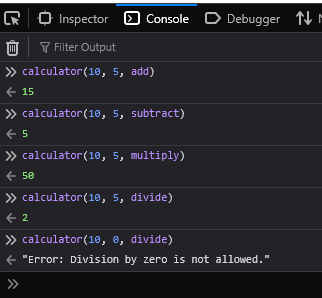 Inspector Console Debugger
Filter Output
calculator(10, 5, add)
15
calculator(10, 5, subtract)
5
calculator(10, 5, multiply)
50
calculator(10, 5, divide)
2
calculator(10, 0, divide)
"Error: Division by zero is not allowed."